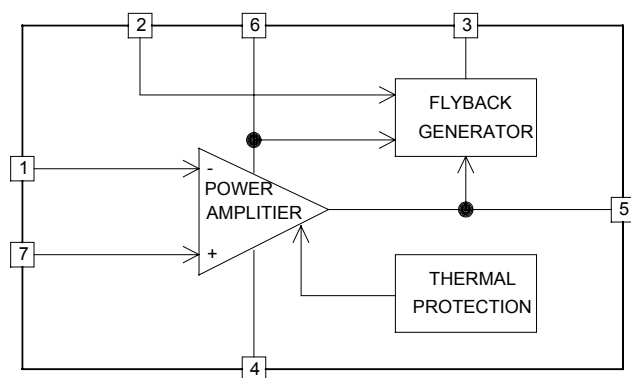 2 6 3
FLYBACK
GENERATOR
1
-
POWER
AMPLITIER
5
7
+
THERMAL
PROTECTION
4